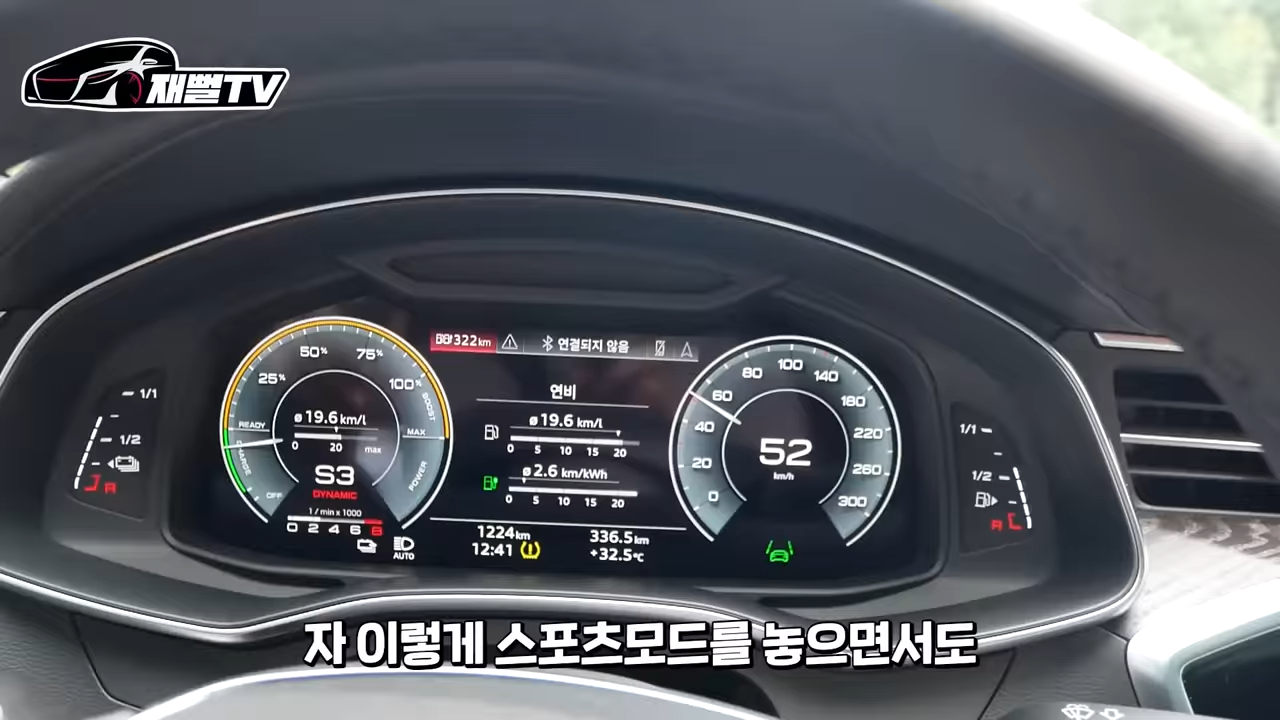 재뻘TV
322km
연결되지 않음
50%
75%
25%
100%
BOOST
READY
MAX
CHARGE
POWER
OFF
ø 19.6 km/l
0 20 max
S3
DYNAMIC
1 / min x 1000
0 2 4 6 8
AUTO
연비
ø 19.6 km/l
0 5 10 15 20
ø 2.6 km/kWh
0 5 10 15 20
1224km
336.5km
12:41
+32.5°C
0
20
40
60
80
100
140
180
220
260
300
52
km/h
1/1
1/2
R
1/1
1/2
R
자 이렇게 스포츠모드를 놓으면서도